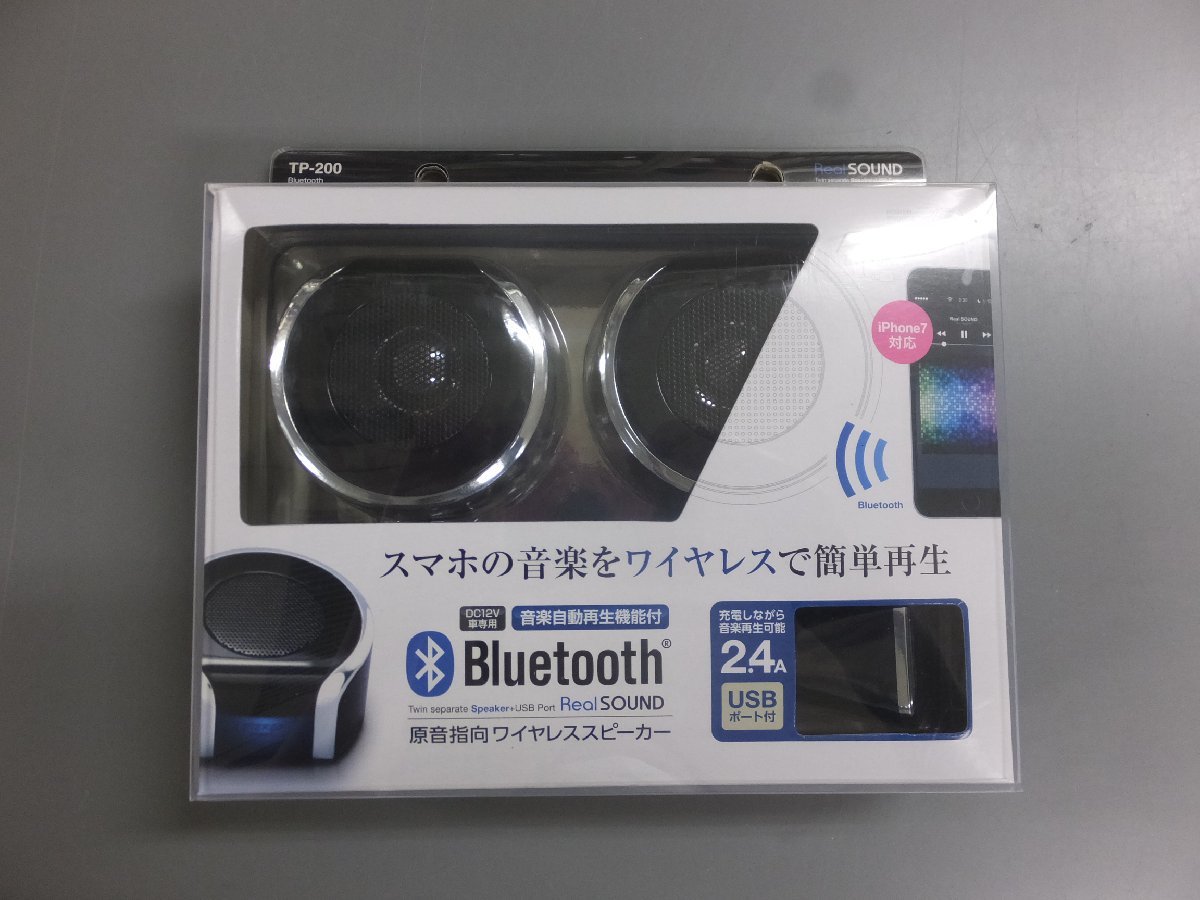 TP-200
Bluetooth
RealSOUND
Real SOUND
iPhone7
対応
Bluetooth
スマホの音楽をワイヤレスで簡単再生
DC12V
車専用
音楽自動再生機能付
Bluetooth®
Twin separate Speaker+USB Port RealSOUND
原音指向ワイヤレススピーカー
充電しながら
音楽再生可能
2.4A
USB
ポート付